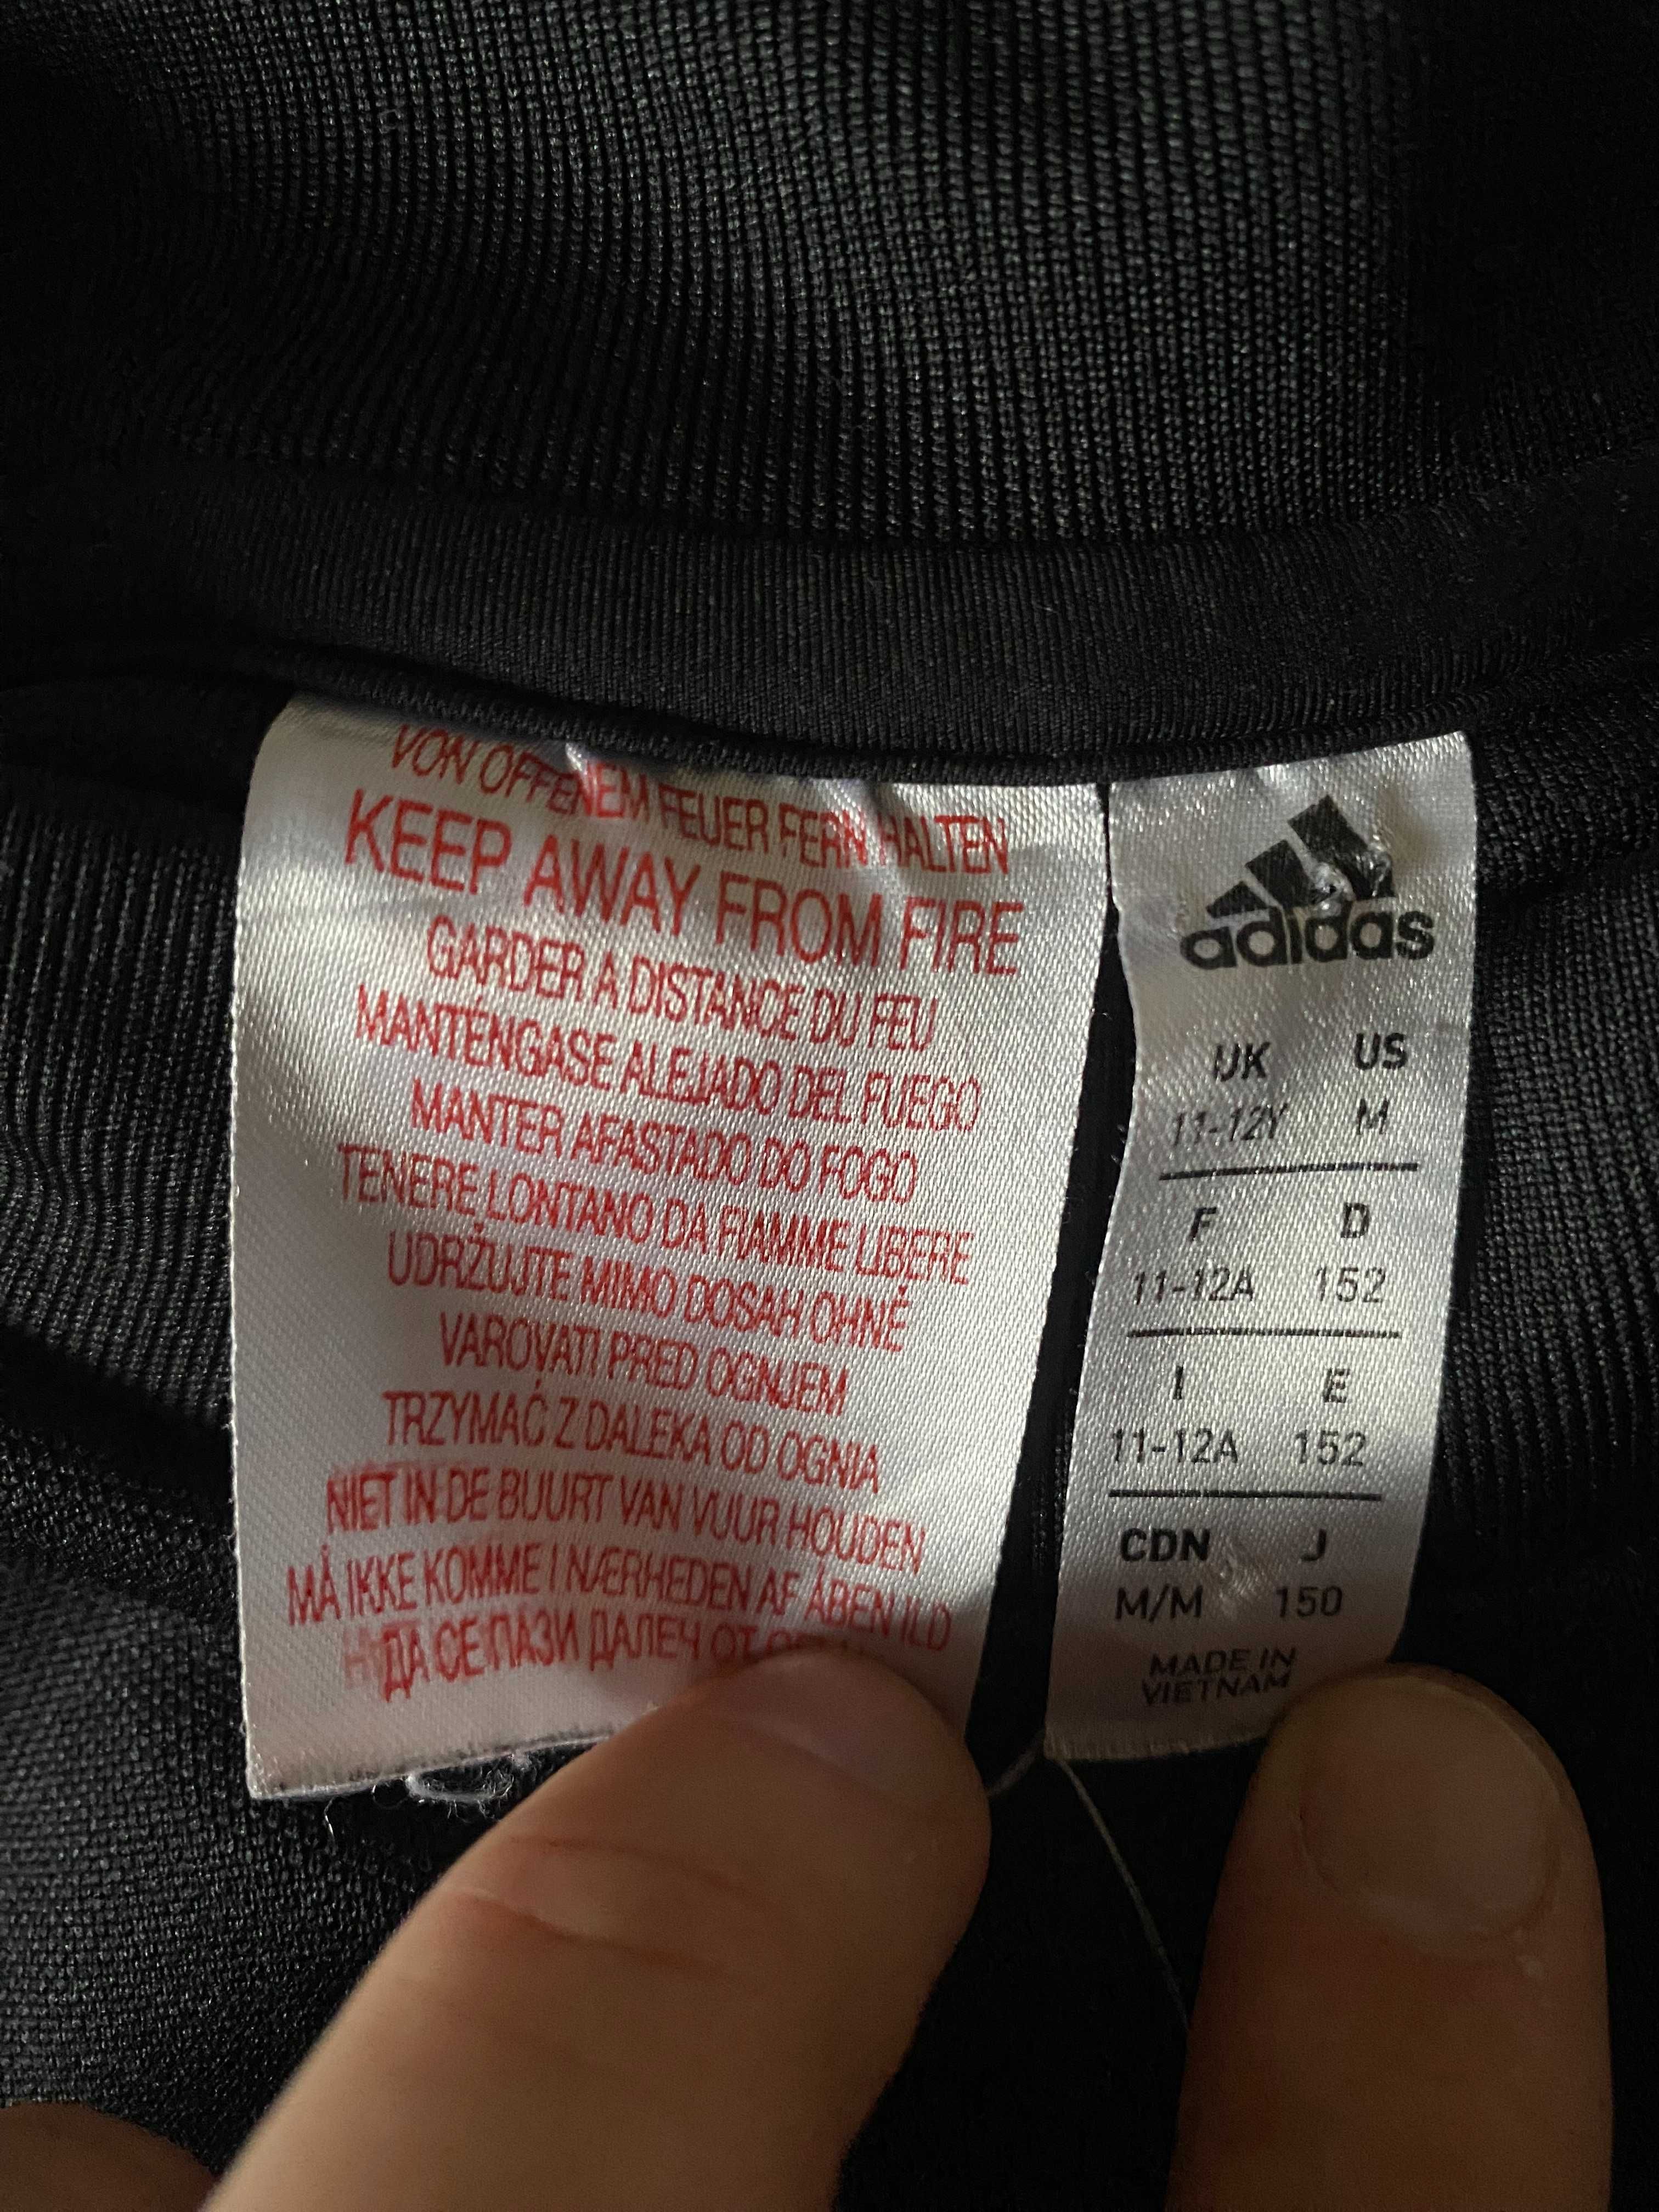 VON OFFENEM FEUER FERN HALTEN
KEEP AWAY FROM FIRE
GARDER A DISTANCE DU FEU
MANTÉNGASE ALEJADO DEL FUEGO
MANTER AFASTADO DO FOGO
TENERE LONTANO DA FIAMME LIBERE
UDRŽUJTE MIMO DOSAH OHNĚ
VAROVATI PRED OGNJEM
TRZYMAĆ Z DALEKA OD OGNIA
NIET IN DE BUURT VAN VUUR HOUDEN
MÅ IKKE KOMME I NÆRHEDEN AF ÅBEN ILD
ДА СЕ ПАЗИ ДАЛЕЧ ОТ
adidas
UK US
11-12Y M
F D
11-12A 152
I E
11-12A 152
CDN J
M/M 150
MADE IN
VIETNAM